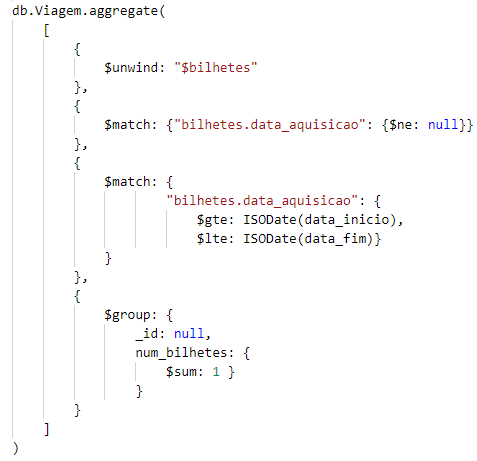 db.Viagem.aggregate(
    [
        {
            $unwind: "$bilhetes"
        },
        {
            $match: {"bilhetes.data_aquisicao": {$ne: null}}
        },
        {
            $match: {
                    "bilhetes.data_aquisicao": {
                        $gte: ISODate(data_inicio),
                        $lte: ISODate(data_fim)}
            }
        },
        {
            $group: {
                _id: null,
                num_bilhetes: {
                    $sum: 1 }
                }
        }
    ]
)